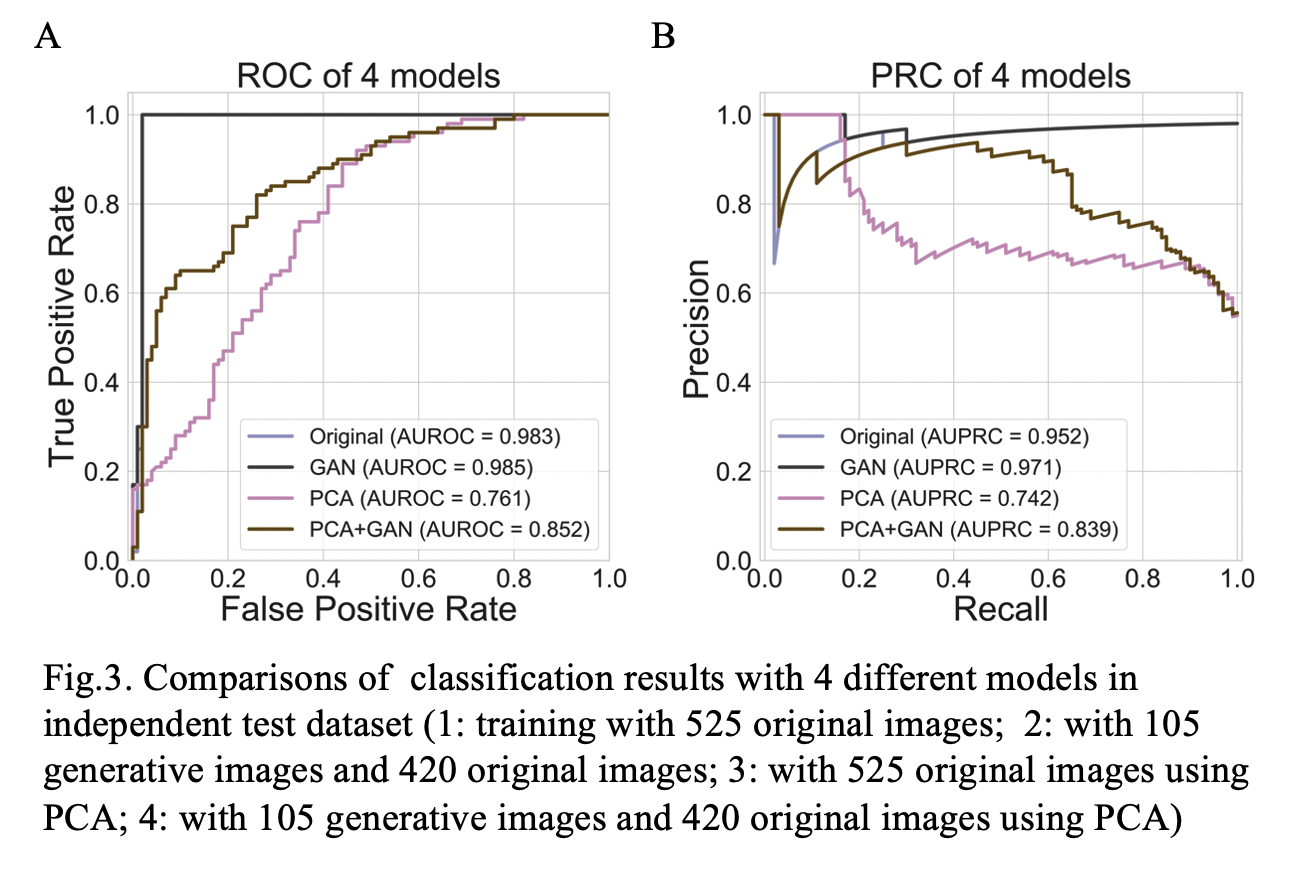 A
B
ROC of 4 models
PRC of 4 models
True Positive Rate
1.0
0.8
0.6
0.4
0.2
0.0
0.0 0.2 0.4 0.6 0.8 1.0
False Positive Rate
Original (AUROC = 0.983)
GAN (AUROC = 0.985)
PCA (AUROC = 0.761)
PCA+GAN (AUROC = 0.852)
Precision
1.0
0.8
0.6
0.4
0.2
0.0
0.0 0.2 0.4 0.6 0.8 1.0
Recall
Original (AUPRC = 0.952)
GAN (AUPRC = 0.971)
PCA (AUPRC = 0.742)
PCA+GAN (AUPRC = 0.839)
Fig.3. Comparisons of  classification results with 4 different models in
independent test dataset (1: training with 525 original images;  2: with 105
generative images and 420 original images; 3: with 525 original images using
PCA; 4: with 105 generative images and 420 original images using PCA)